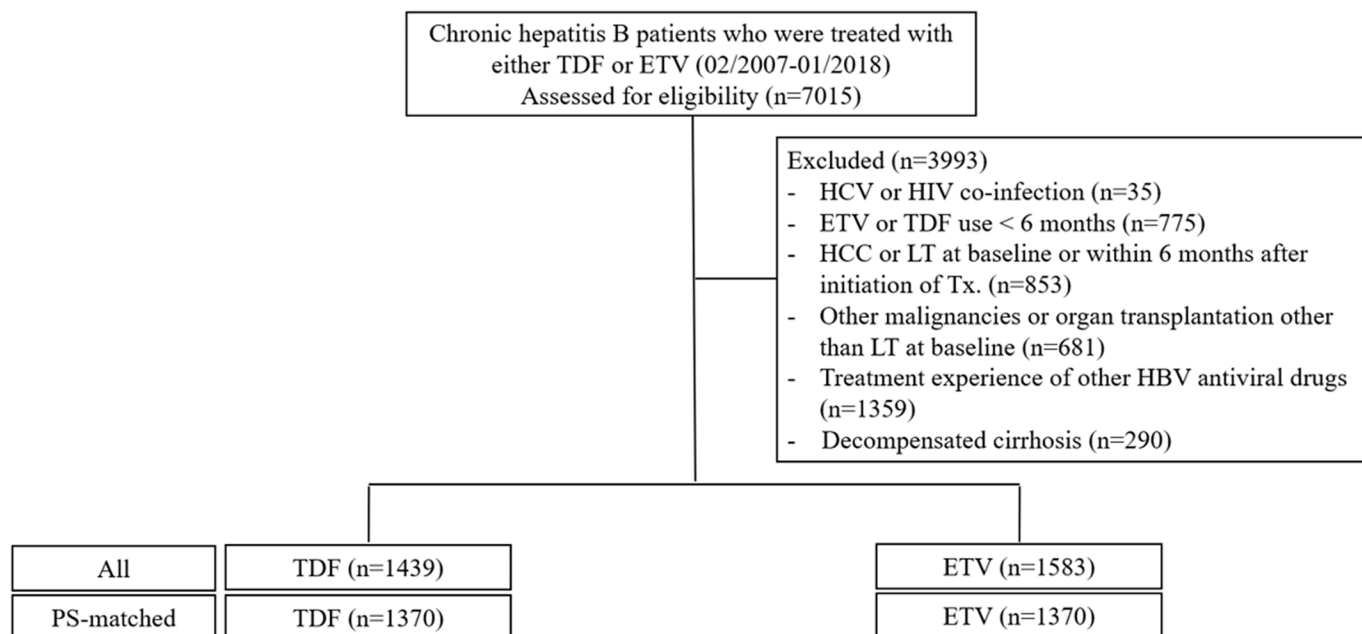 Chronic hepatitis B patients who were treated with
either TDF or ETV (02/2007-01/2018)
Assessed for eligibility (n=7015)
Excluded (n=3993)
- HCV or HIV co-infection (n=35)
- ETV or TDF use < 6 months (n=775)
- HCC or LT at baseline or within 6 months after
initiation of Tx. (n=853)
- Other malignancies or organ transplantation other
than LT at baseline (n=681)
- Treatment experience of other HBV antiviral drugs
(n=1359)
- Decompensated cirrhosis (n=290)
All TDF (n=1439) ETV (n=1583)
PS-matched TDF (n=1370) ETV (n=1370)